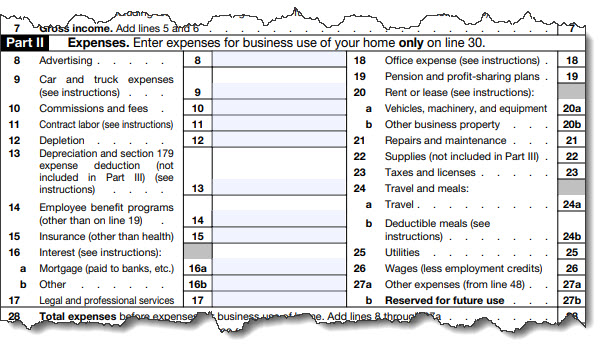 7 Gross income. Add lines 5 and 6 7
Part II Expenses. Enter expenses for business use of your home only on line 30.
8 Advertising . . . . . 8
9 Car and truck expenses
(see instructions) . . . 9
10 Commissions and fees . 10
11 Contract labor (see instructions) 11
12 Depletion . . . . . 12
13 Depreciation and section 179
expense deduction (not
included in Part III) (see
instructions) . . . . 13
14 Employee benefit programs
(other than on line 19) . 14
15 Insurance (other than health) 15
16 Interest (see instructions):
a Mortgage (paid to banks, etc.) 16a
b Other . . . . . . 16b
17 Legal and professional services 17
18 Office expense (see instructions) . 18
19 Pension and profit-sharing plans . 19
20 Rent or lease (see instructions):
a Vehicles, machinery, and equipment 20a
b Other business property . . . 20b
21 Repairs and maintenance . . . 21
22 Supplies (not included in Part III) . 22
23 Taxes and licenses . . . . . 23
24 Travel and meals:
a Travel . . . . . . . . . 24a
b Deductible meals (see
instructions) . . . . . . . 24b
25 Utilities . . . . . . . . 25
26 Wages (less employment credits) 26
27a Other expenses (from line 48) . . 27a
b Reserved for future use . . . 27b
28 Total expenses before expenses business use of Add lines 8 through